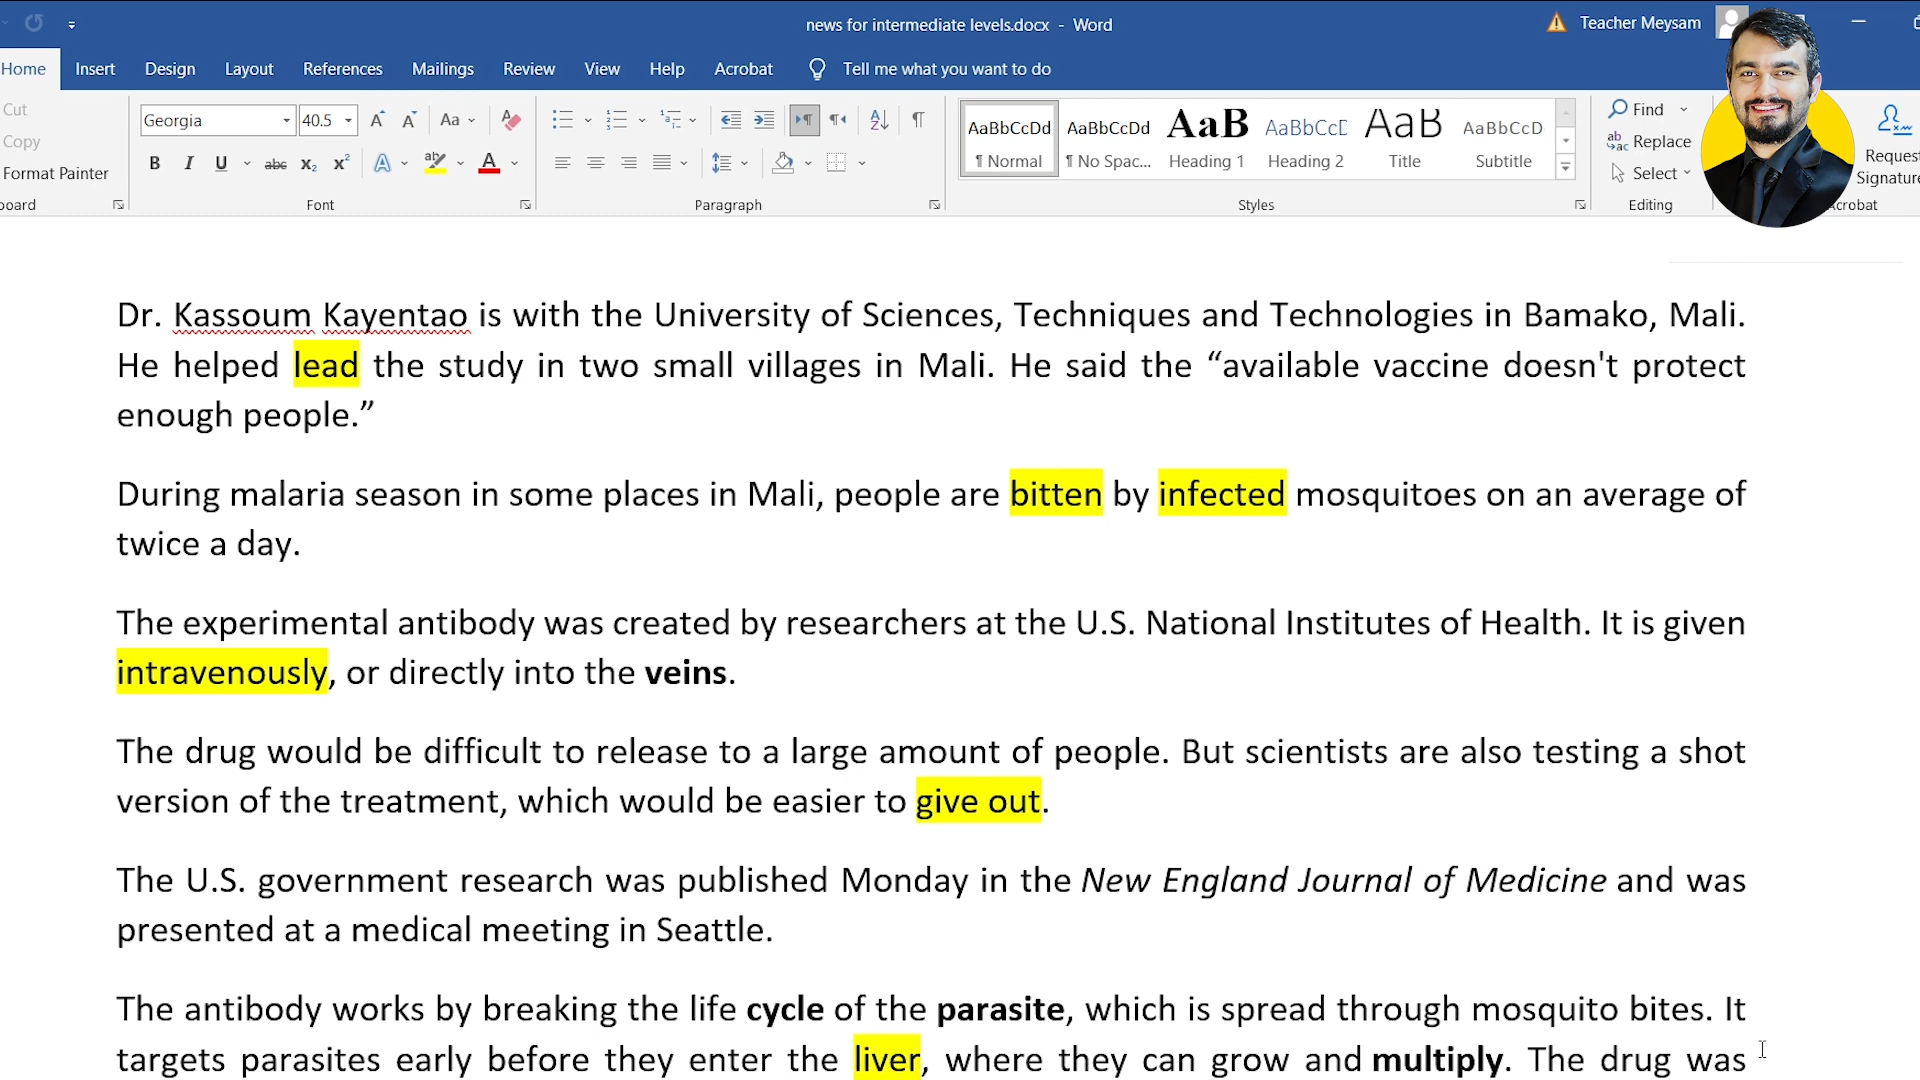 news for intermediate levels.docx - Word
Teacher Meysam
Home Insert Design Layout References Mailings Review View Help Acrobat Tell me what you want to do
Cut
Copy
Format Painter
board
Georgia 40.5
Font
Paragraph
AaBbCcDd AaBbCcDd AaB AaBbCcC AaB AaBbCcD
¶ Normal ¶ No Spac... Heading 1 Heading 2 Title Subtitle
Styles
Find
Replace
Select
Editing
Request
Signature
crobat
Dr. Kassoum Kayentao is with the University of Sciences, Techniques and Technologies in Bamako, Mali.
He helped lead the study in two small villages in Mali. He said the “available vaccine doesn't protect
enough people.”
During malaria season in some places in Mali, people are bitten by infected mosquitoes on an average of
twice a day.
The experimental antibody was created by researchers at the U.S. National Institutes of Health. It is given
intravenously, or directly into the veins.
The drug would be difficult to release to a large amount of people. But scientists are also testing a shot
version of the treatment, which would be easier to give out.
The U.S. government research was published Monday in the New England Journal of Medicine and was
presented at a medical meeting in Seattle.
The antibody works by breaking the life cycle of the parasite, which is spread through mosquito bites. It
targets parasites early before they enter the liver, where they can grow and multiply. The drug was